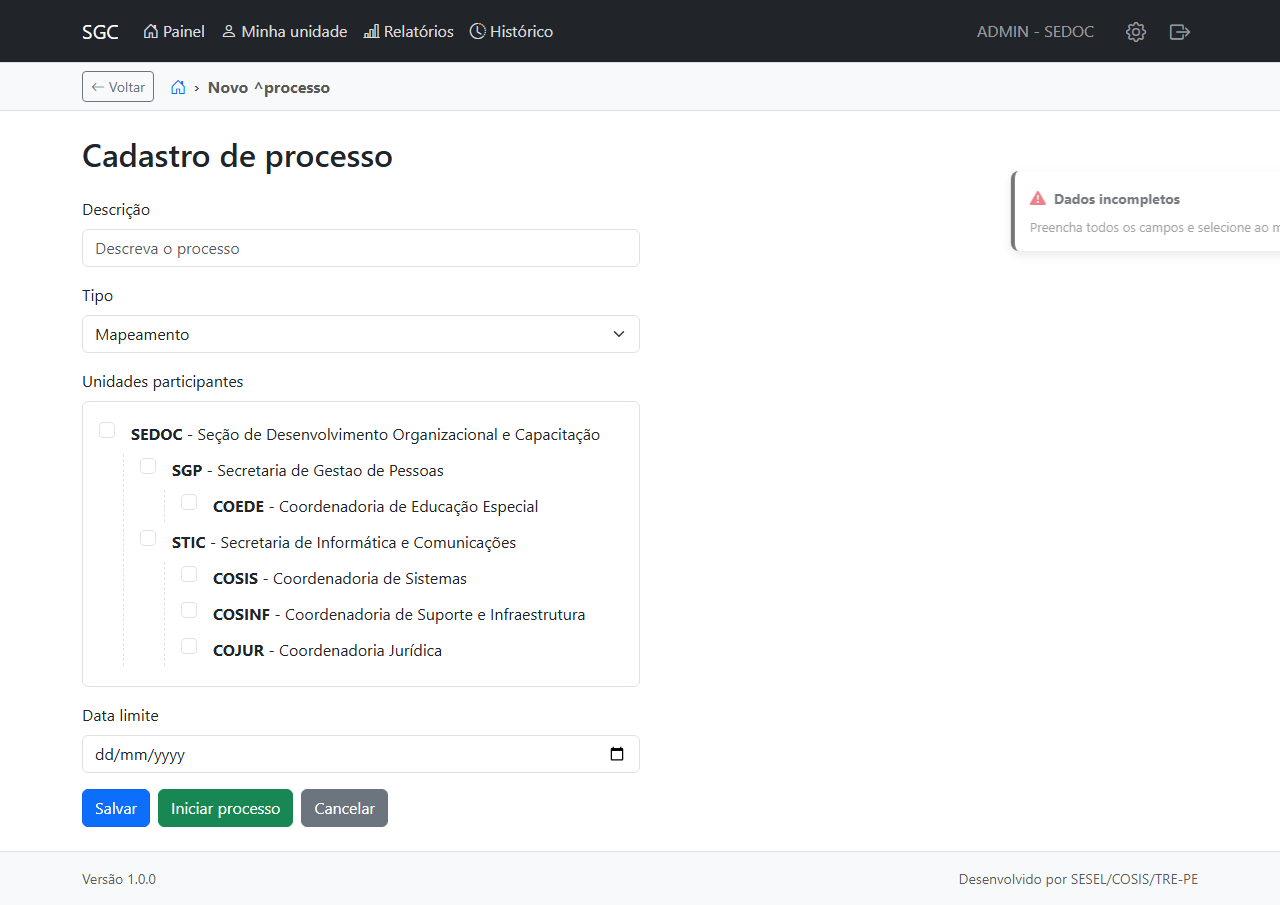 SGC Painel Minha unidade Relatórios Histórico ADMIN - SEDOC
Voltar › Novo ^processo
Cadastro de processo
Dados incompletos
Preencha todos os campos e selecione ao
Descrição
Descreva o processo
Tipo
Mapeamento
Unidades participantes
SEDOC - Seção de Desenvolvimento Organizacional e Capacitação
SGP - Secretaria de Gestao de Pessoas
COEDE - Coordenadoria de Educação Especial
STIC - Secretaria de Informática e Comunicações
COSIS - Coordenadoria de Sistemas
COSINF - Coordenadoria de Suporte e Infraestrutura
COJUR - Coordenadoria Jurídica
Data limite
dd/mm/yyyy
Salvar Iniciar processo Cancelar
Versão 1.0.0 Desenvolvido por SESEL/COSIS/TRE-PE